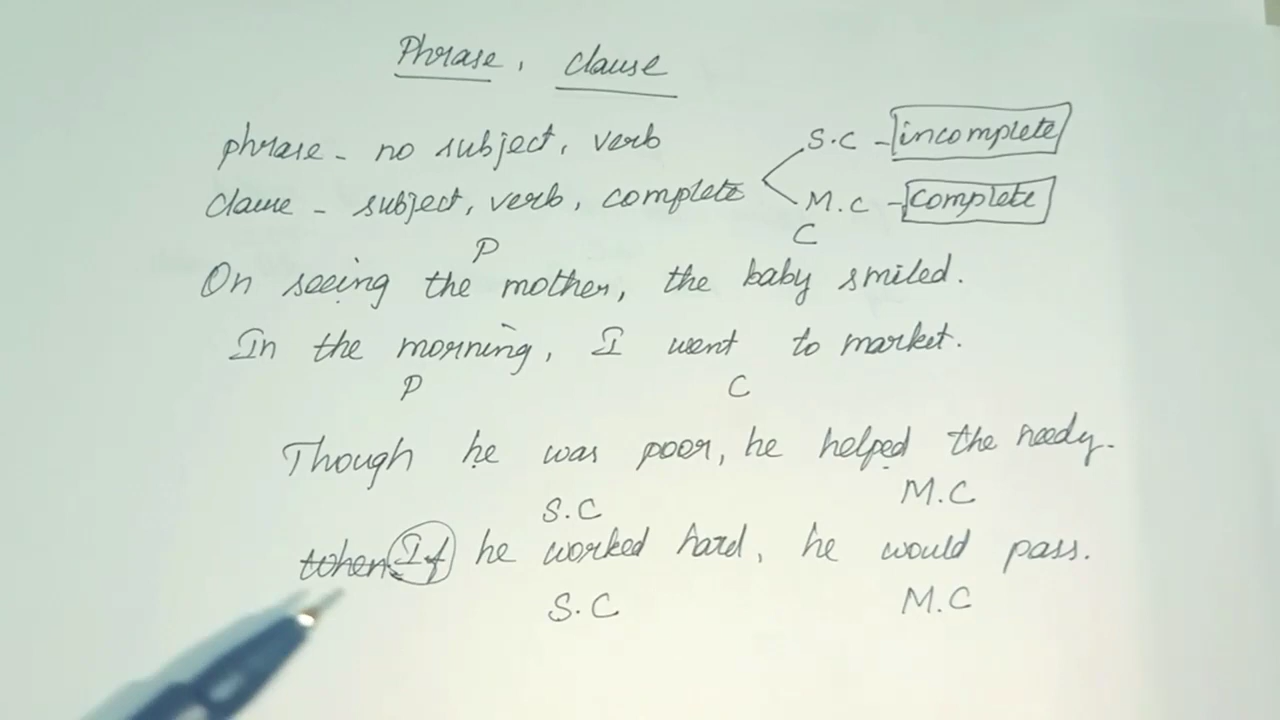 Phrase, Clause
phrase - no subject, verb
S.C - incomplete
clause - subject, verb, complete
M.C - complete
P C
On seeing the mother, the baby smiled.
In the morning, I went to market.
P C
Though he was poor, he helped the needy.
S.C M.C
when If he worked hard, he would pass.
S.C M.C